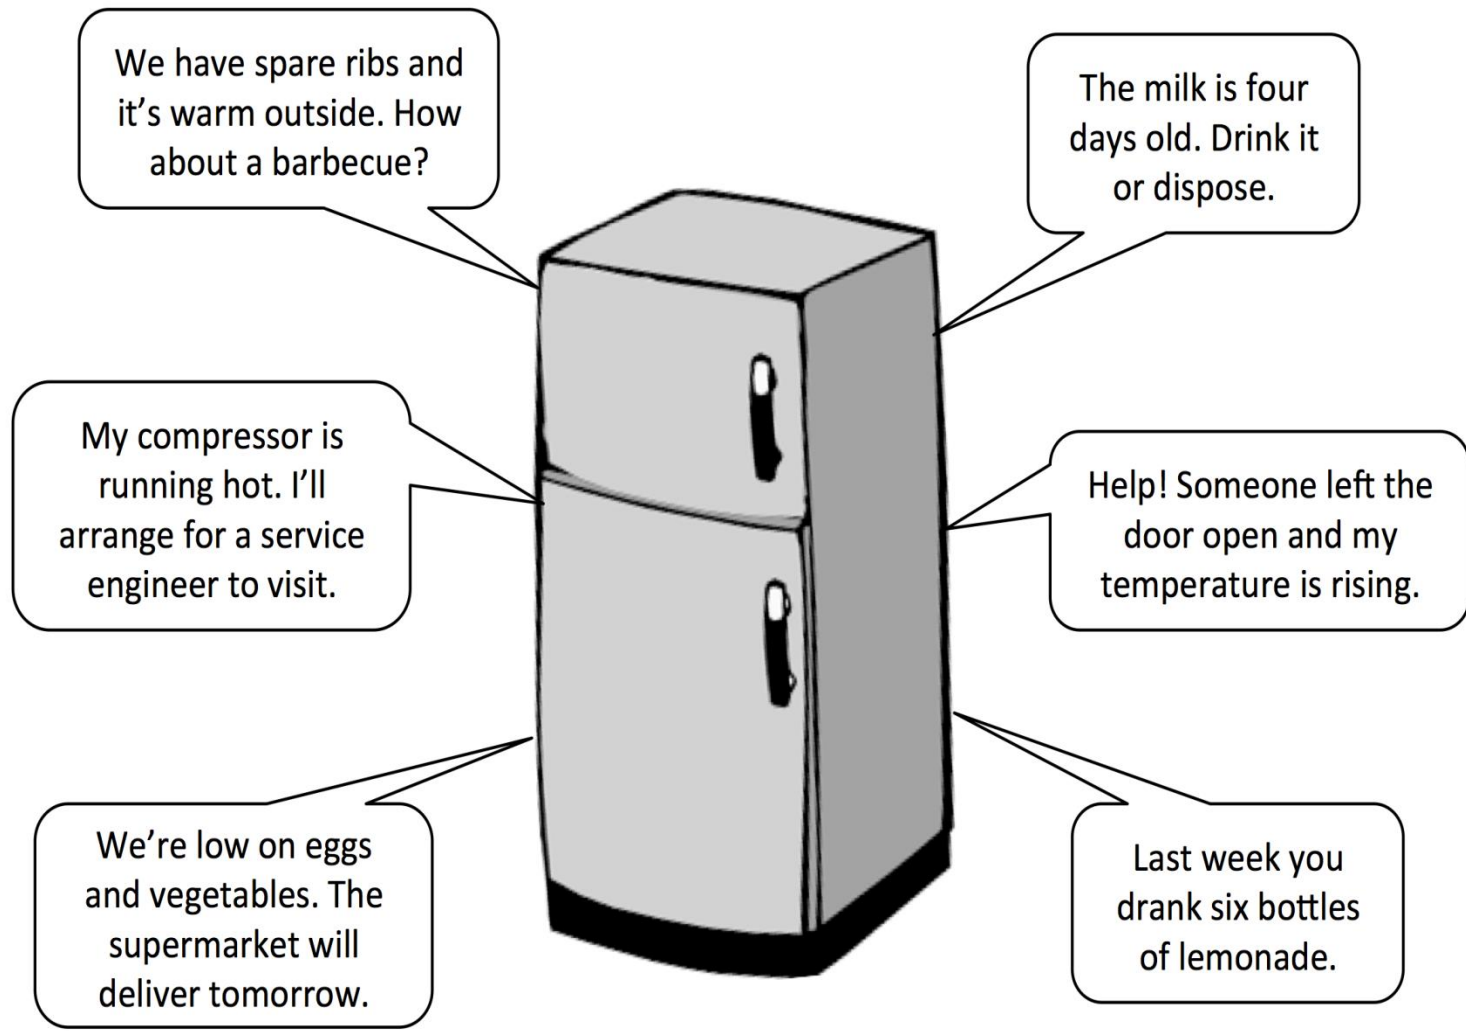 We have spare ribs and
it's warm outside. How
about a barbecue?
The milk is four
days old. Drink it
or dispose.
My compressor is
running hot. I'll
arrange for a service
engineer to visit.
Help! Someone left the
door open and my
temperature is rising.
We're low on eggs
and vegetables. The
supermarket will
deliver tomorrow.
Last week you
drank six bottles
of lemonade.